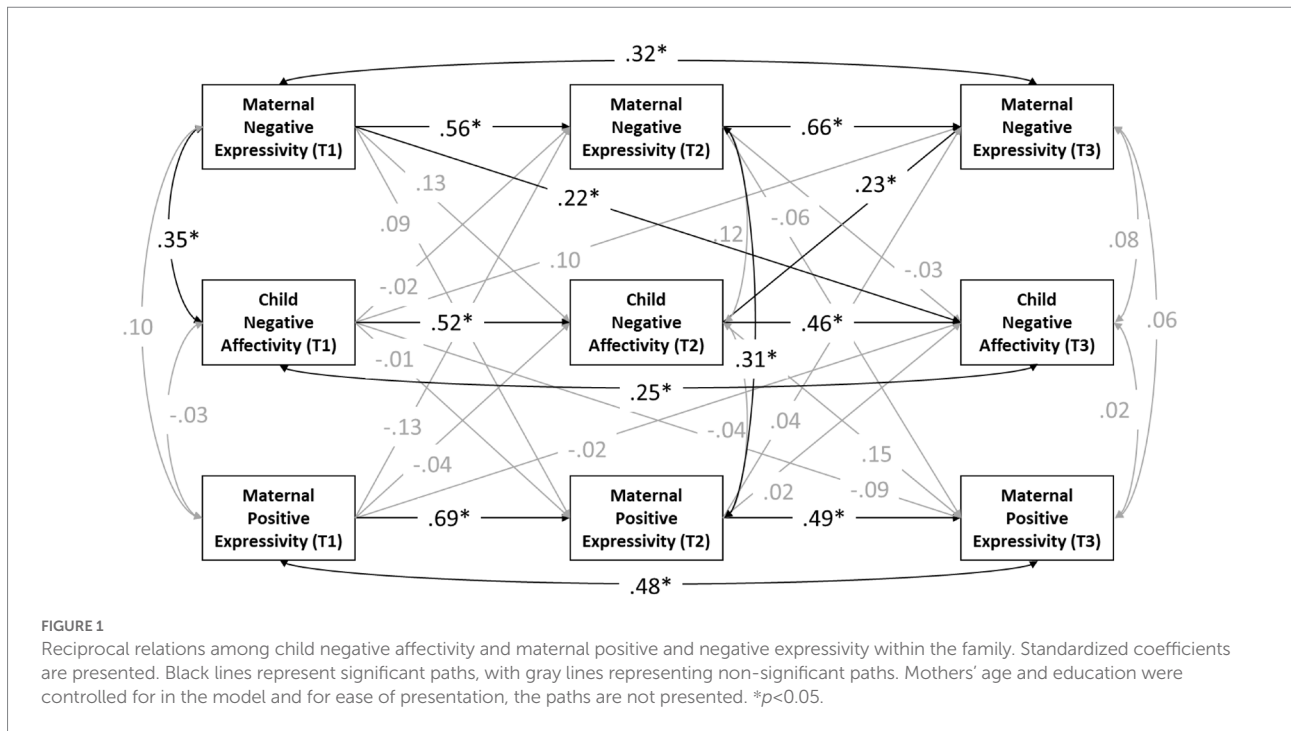 .32*
Maternal
Negative
Expressivity (T1)
.56*
Maternal
Negative
Expressivity (T2)
.66*
Maternal
Negative
Expressivity (T3)
.13
.22*
.23*
.09
-.06
.35*
.12
.08
.10
-.03
-.02
Child
Negative
Affectivity (T1)
.52*
Child
Negative
Affectivity (T2)
.46*
Child
Negative
Affectivity (T3)
.10
.06
-.01
.31*
.25*
-.03
.02
-.13
-.04
.04
-.04
-.02
.15
.02
-.09
Maternal
Positive
Expressivity (T1)
.69*
Maternal
Positive
Expressivity (T2)
.49*
Maternal
Positive
Expressivity (T3)
.48*
FIGURE 1
Reciprocal relations among child negative affectivity and maternal positive and negative expressivity within the family. Standardized coefficients
are presented. Black lines represent significant paths, with gray lines representing non-significant paths. Mothers’ age and education were
controlled for in the model and for ease of presentation, the paths are not presented. *p<0.05.